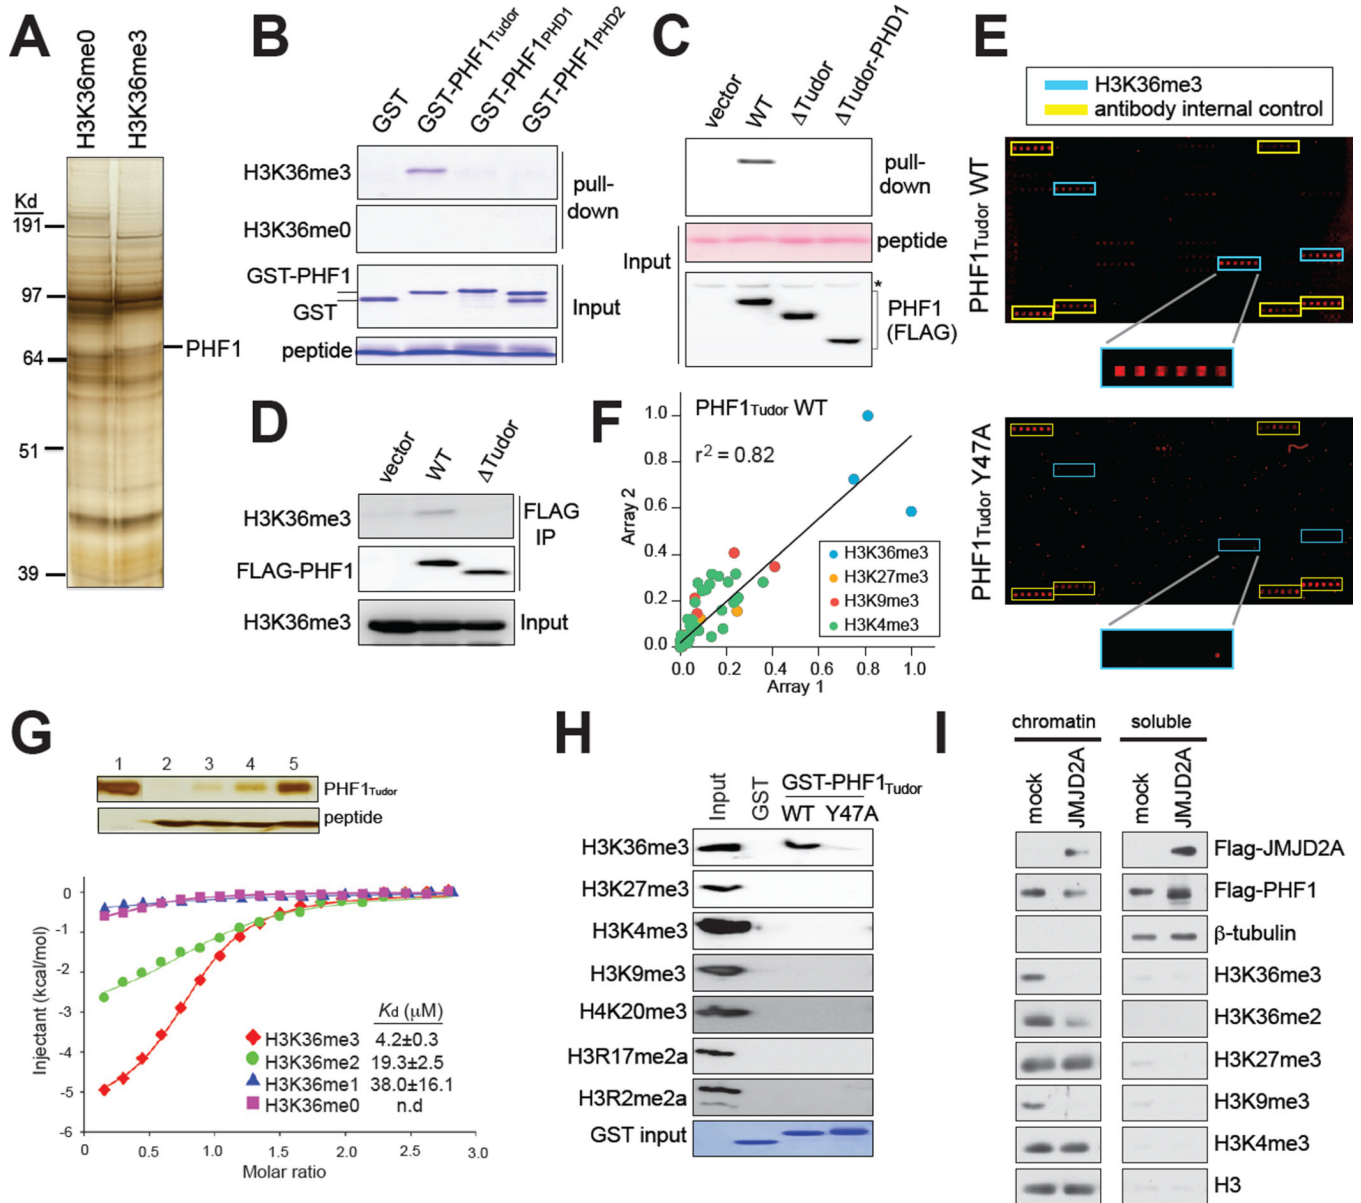 A
H3K36me0
H3K36me3
Kd
191
97
64
51
39
PHF1
B
GST
GST-PHF1Tudor
GST-PHF1PHD1
GST-PHF1PHD2
H3K36me3
H3K36me0
pull-
down
GST-PHF1
GST
Input
peptide
C
vector
WT
ΔTudor
ΔTudor-PHD1
pull-
down
peptide
Input
*
PHF1
(FLAG)
D
vector
WT
ΔTudor
H3K36me3
FLAG-PHF1
FLAG
IP
H3K36me3
Input
E
H3K36me3
antibody internal control
PHF1Tudor WT
PHF1Tudor Y47A
F
PHF1Tudor WT
r2 = 0.82
1.0
0.8
0.6
0.4
0.2
0.0
Array 2
H3K36me3
H3K27me3
H3K9me3
H3K4me3
0.0 0.2 0.4 0.6 0.8 1.0
Array 1
G
1 2 3 4 5
PHF1Tudor
peptide
0
-1
-2
-3
-4
-5
-6
Injectant (kcal/mol)
Kd (μM)
H3K36me3 4.2±0.3
H3K36me2 19.3±2.5
H3K36me1 38.0±16.1
H3K36me0 n.d
0 0.5 1.0 1.5 2.0 2.5 3.0
Molar ratio
H
Input
GST
GST-PHF1Tudor
WT Y47A
H3K36me3
H3K27me3
H3K4me3
H3K9me3
H4K20me3
H3R17me2a
H3R2me2a
GST input
I
chromatin soluble
mock
JMJD2A
mock
JMJD2A
Flag-JMJD2A
Flag-PHF1
β-tubulin
H3K36me3
H3K36me2
H3K27me3
H3K9me3
H3K4me3
H3